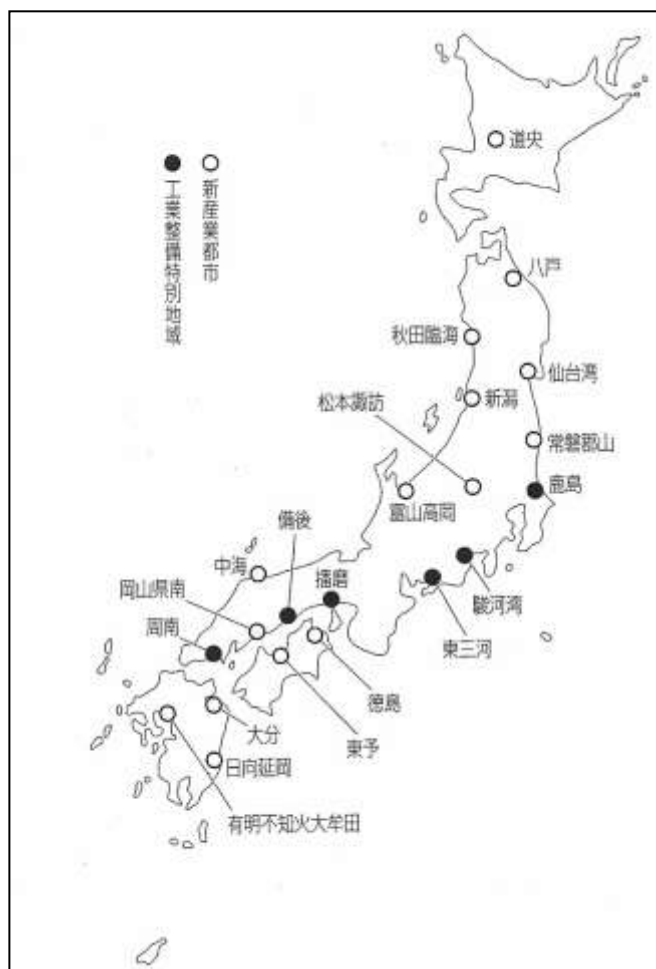 道央
八戸
秋田臨海
仙台湾
松本諏訪
新潟
常磐郡山
鹿島
富山高岡
備後
中海
播磨
岡山県南
駿河湾
周南
東三河
徳島
大分
東予
日向延岡
有明不知火大牟田
新産業都市
工業整備特別地域